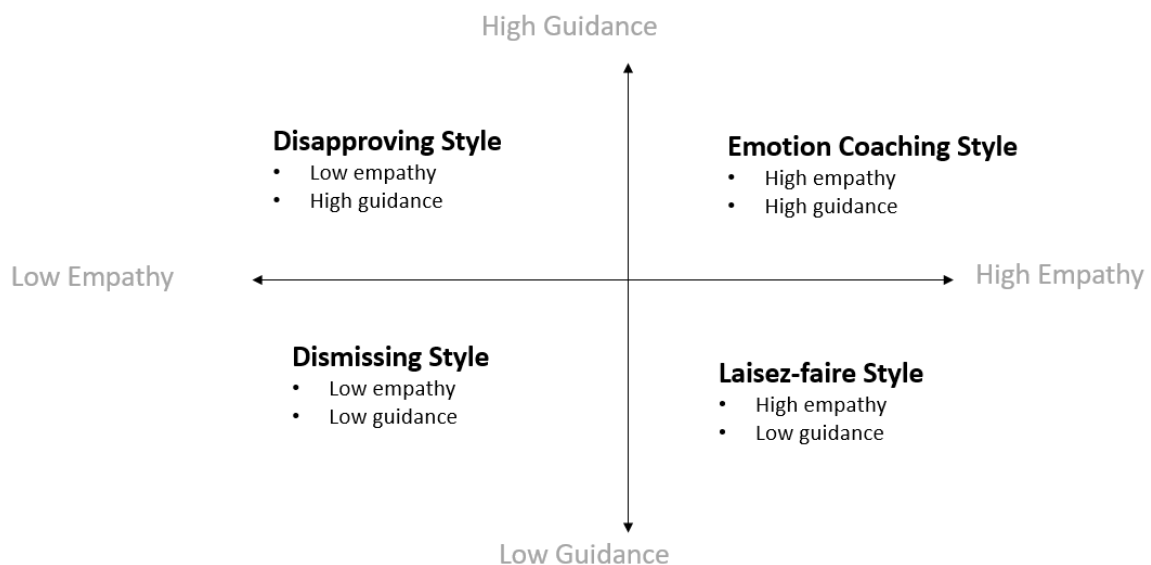 High Guidance
Disapproving Style
• Low empathy
• High guidance
Emotion Coaching Style
• High empathy
• High guidance
Low Empathy
High Empathy
Dismissing Style
• Low empathy
• Low guidance
Laisez-faire Style
• High empathy
• Low guidance
Low Guidance